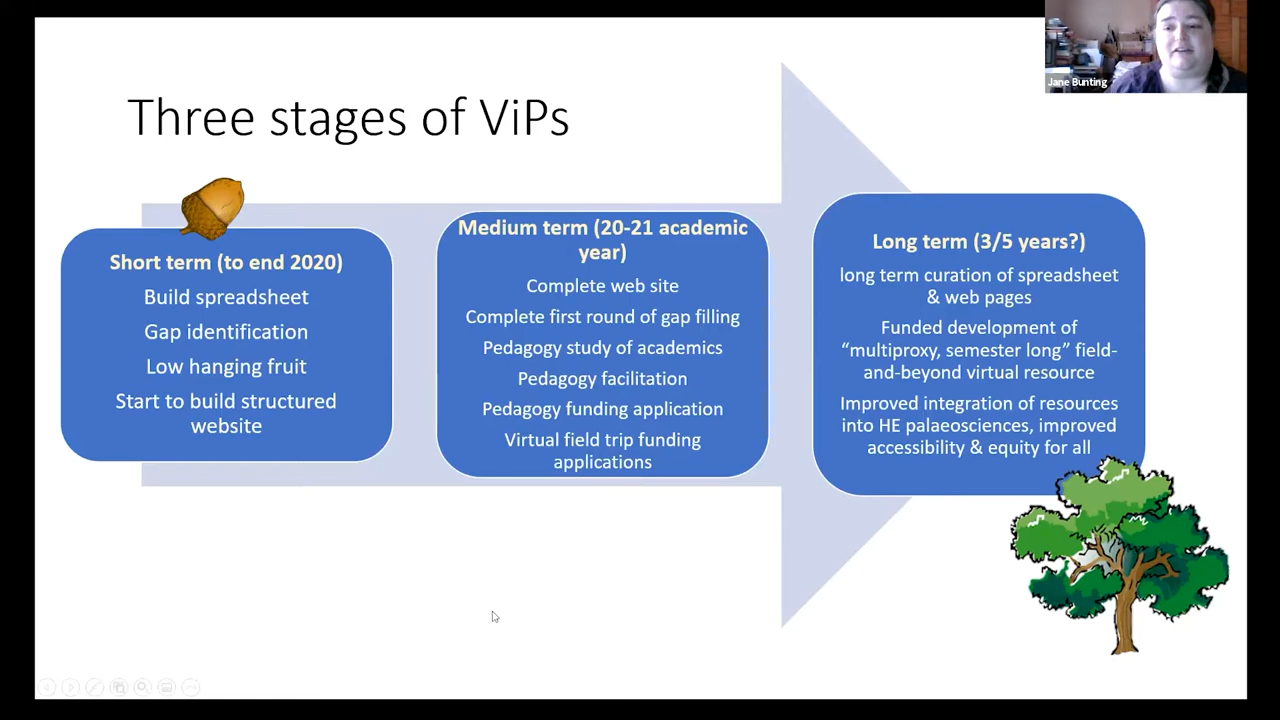 Jane Bunting
Three stages of ViPs
Short term (to end 2020)
Build spreadsheet
Gap identification
Low hanging fruit
Start to build structured
website
Medium term (20-21 academic
year)
Complete web site
Complete first round of gap filling
Pedagogy study of academics
Pedagogy facilitation
Pedagogy funding application
Virtual field trip funding
applications
Long term (3/5 years?)
long term curation of spreadsheet
& web pages
Funded development of
“multiproxy, semester long” field-
and-beyond virtual resource
Improved integration of resources
into HE palaeosciences, improved
accessibility & equity for all